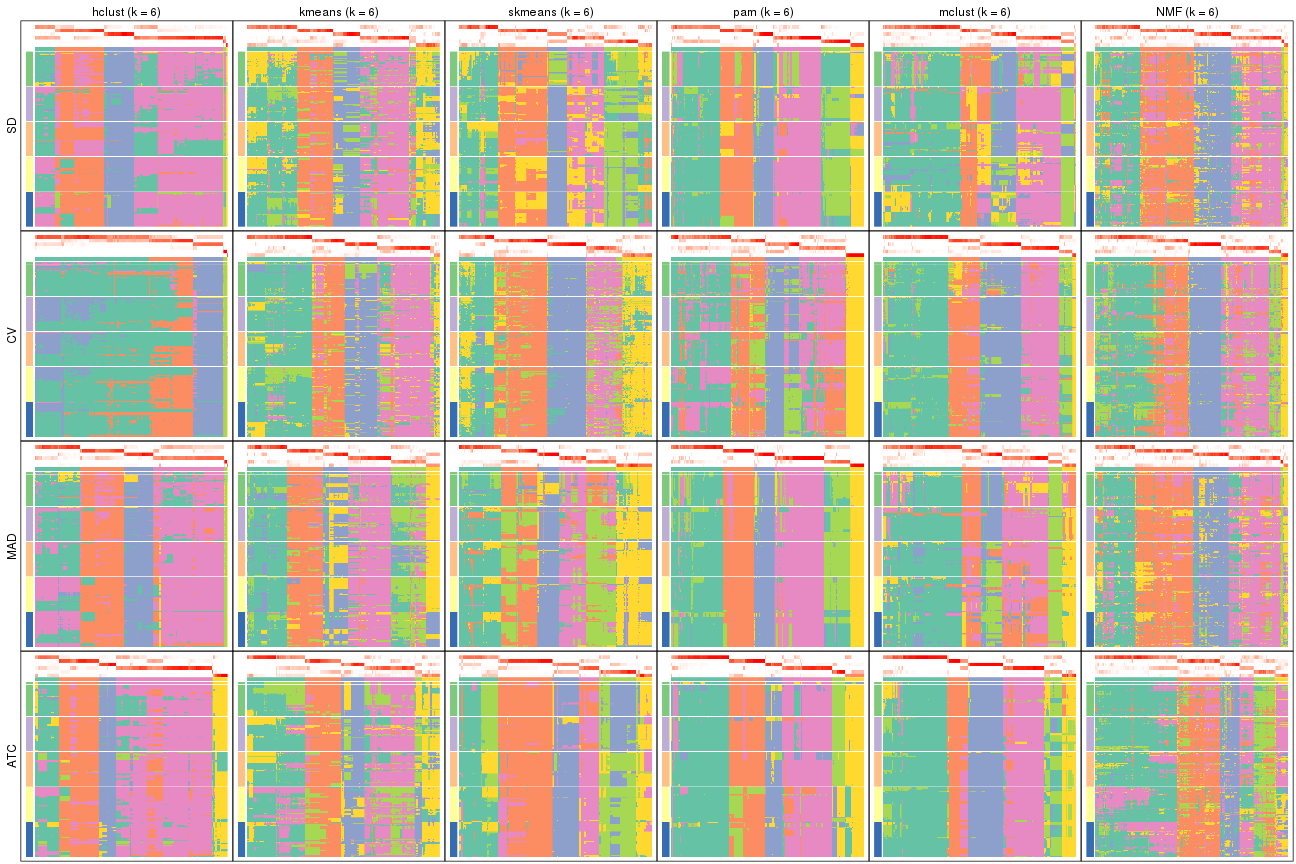 hclust (k = 6)
kmeans (k = 6)
skmeans (k = 6)
pam (k = 6)
mclust (k = 6)
NMF (k = 6)
SD
CV
MAD
ATC